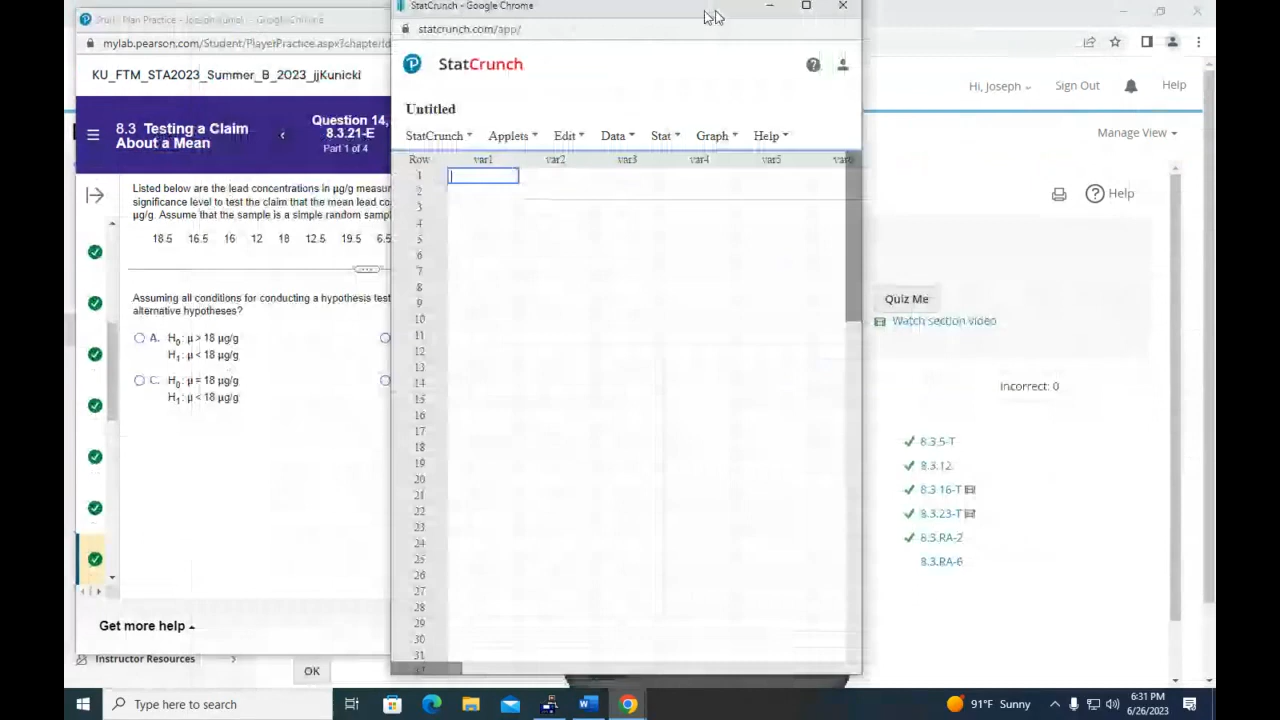 Study Plan Practice - Joseph Kunicki - Google Chrome
mylab.pearson.com/Student/PlayerPractice.aspx?chapterId
KU_FTM_STA2023_Summer_B_2023_jjKunicki
8.3 Testing a Claim
About a Mean
Question 14,
8.3.21-E
Part 1 of 4
Listed below are the lead concentrations in µg/g measu
significance level to test the claim that the mean lead co
µg/g. Assume that the sample is a simple random sampl
18.5 16.5 16 12 18 12.5 19.5 6.5
Assuming all conditions for conducting a hypothesis test
alternative hypotheses?
A. H0: µ > 18 µg/g
H1: µ < 18 µg/g
C. H0: µ = 18 µg/g
H1: µ < 18 µg/g
Get more help
Instructor Resources
OK
StatCrunch - Google Chrome
statcrunch.com/app/
StatCrunch
Untitled
StatCrunch Applets Edit Data Stat Graph Help
Row var1 var2 var3 var4 var5 var6
1
2
3
4
5
6
7
8
9
10
11
12
13
14
15
16
17
18
19
20
21
22
23
24
25
26
27
28
29
30
31
Hi, Joseph
Sign Out
Help
Manage View
Help
Quiz Me
Watch section video
Incorrect: 0
8.3.5-T
8.3.12
8.3.16-T
8.3.23-T
8.3.RA-2
8.3.RA-6
Type here to search
91°F Sunny
6:31 PM
6/26/2023